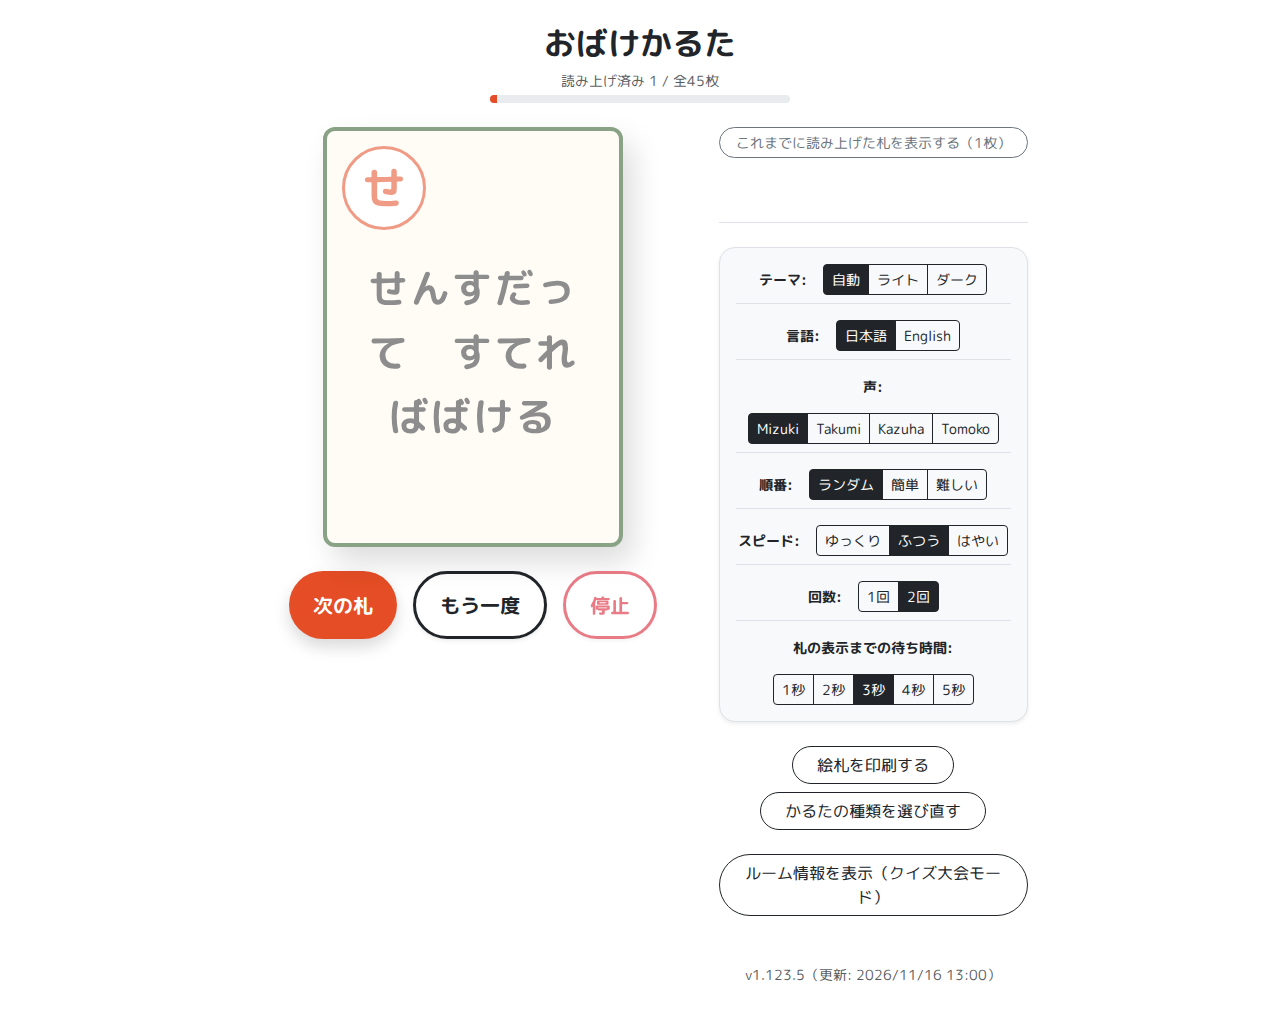 おばけかるた
読み上げ済み 1 / 全45枚
せ
せんすだっ
て　すてれ
ばばける
次の札
もう一度
停止
これまでに読み上げた札を表示する（1枚）
テーマ: 自動 ライト ダーク
言語: 日本語 English
声:
Mizuki Takumi Kazuha Tomoko
順番: ランダム 簡単 難しい
スピード: ゆっくり ふつう はやい
回数: 1回 2回
札の表示までの待ち時間:
1秒 2秒 3秒 4秒 5秒
絵札を印刷する
かるたの種類を選び直す
ルーム情報を表示（クイズ大会モー
ド）
v1.123.5（更新: 2026/11/16 13:00）